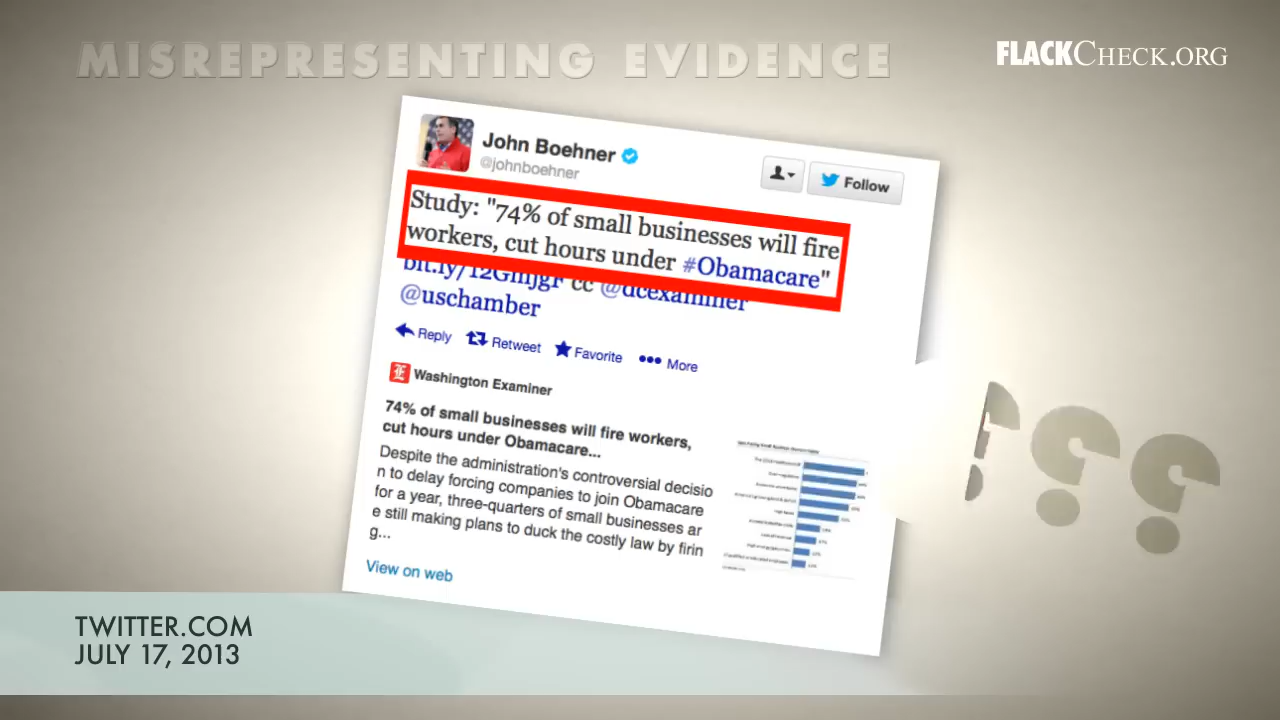 MISREPRESENTING EVIDENCE
FLACKCHECK.ORG
John Boehner
@johnboehner
Follow
Study: "74% of small businesses will fire
workers, cut hours under #Obamacare"
bit.ly/12GmjgF cc @dcexaminer
@uschamber
Reply Retweet Favorite More
Washington Examiner
74% of small businesses will fire workers,
cut hours under Obamacare...
Despite the administration's controversial decisio
n to delay forcing companies to join Obamacare
for a year, three-quarters of small businesses ar
e still making plans to duck the costly law by firin
g...
View on web
???
TWITTER.COM
JULY 17, 2013